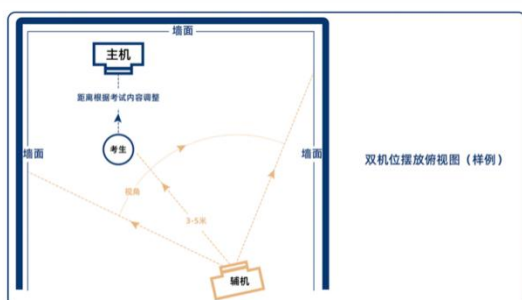 墙面
主机
距离根据考试内容调整
考生
墙面
墙面
双机位摆放俯视图（样例）
视角
3-5米
辅机